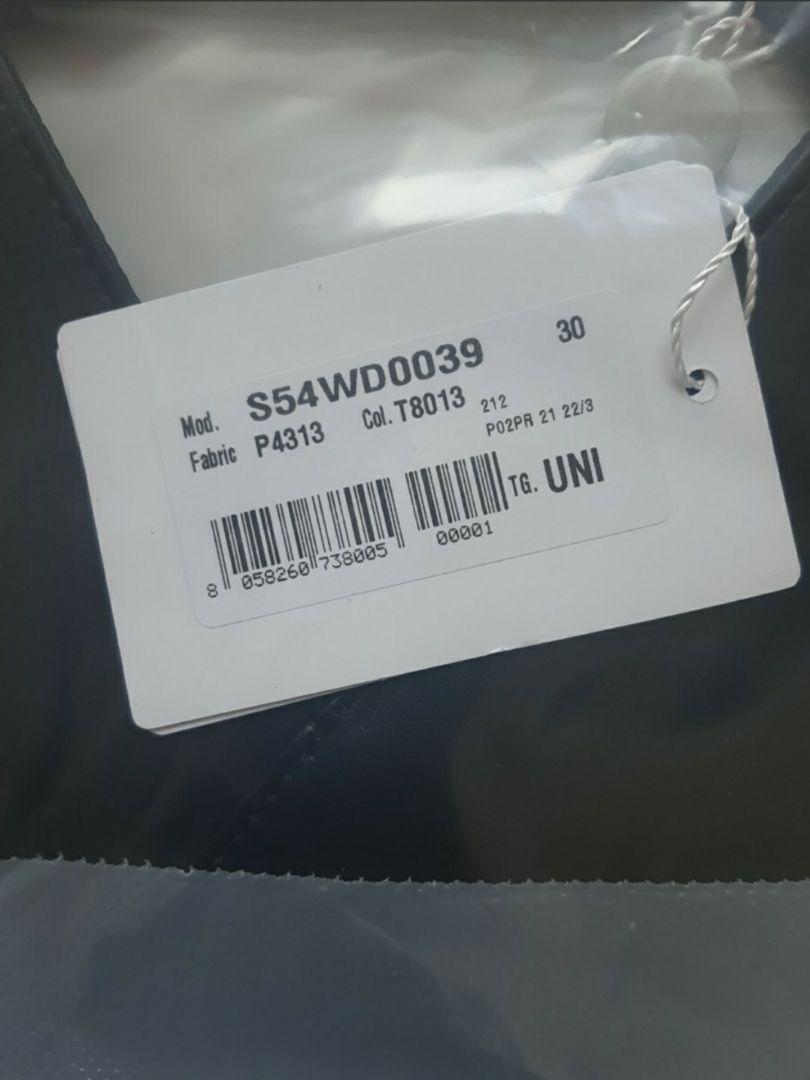 Mod. S54WD0039 30
Fabric P4313 Col. T8013 212
P02PR 21 22/3
TG. UNI
8 058260 738005 00001